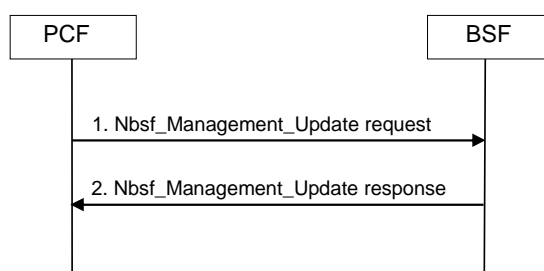 PCF
BSF
1. Nbsf_Management_Update request
2. Nbsf_Management_Update response